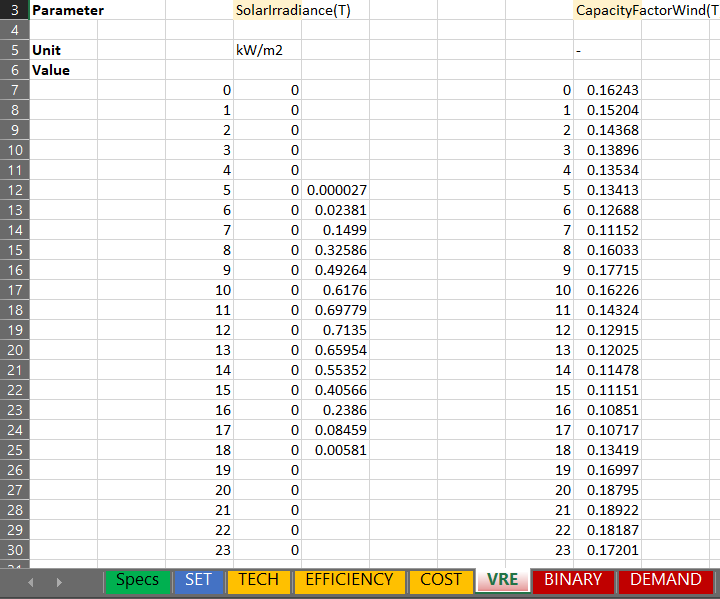 3 Parameter SolarIrradiance(T) CapacityFactorWind(T
4
5 Unit kW/m2 -
6 Value
7 0 0 0 0.16243
8 1 0 1 0.15204
9 2 0 2 0.14368
10 3 0 3 0.13896
11 4 0 4 0.13534
12 5 0 0.000027 5 0.13413
13 6 0 0.02381 6 0.12688
14 7 0 0.1499 7 0.11152
15 8 0 0.32586 8 0.16033
16 9 0 0.49264 9 0.17715
17 10 0 0.6176 10 0.16226
18 11 0 0.69779 11 0.14324
19 12 0 0.7135 12 0.12915
20 13 0 0.65954 13 0.12025
21 14 0 0.55352 14 0.11478
22 15 0 0.40566 15 0.11151
23 16 0 0.2386 16 0.10851
24 17 0 0.08459 17 0.10717
25 18 0 0.00581 18 0.13419
26 19 0 19 0.16997
27 20 0 20 0.18795
28 21 0 21 0.18922
29 22 0 22 0.18187
30 23 0 23 0.17201
Specs SET TECH EFFICIENCY COST VRE BINARY DEMAND